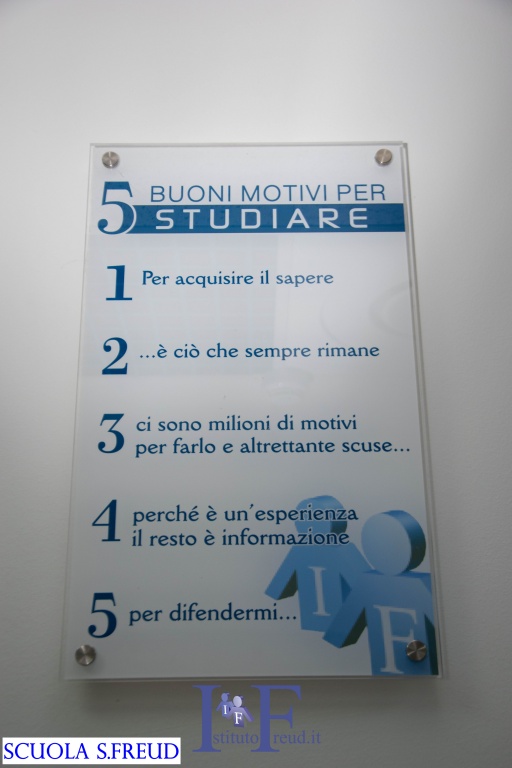 5 BUONI MOTIVI PER
STUDIARE
1 Per acquisire il sapere
2 ...è ciò che sempre rimane
3 ci sono milioni di motivi
per farlo e altrettante scuse...
4 perché è un'esperienza
il resto è informazione
5 per difendermi...
I F
I F
IstitutoFreud.it
SCUOLA S.FREUD